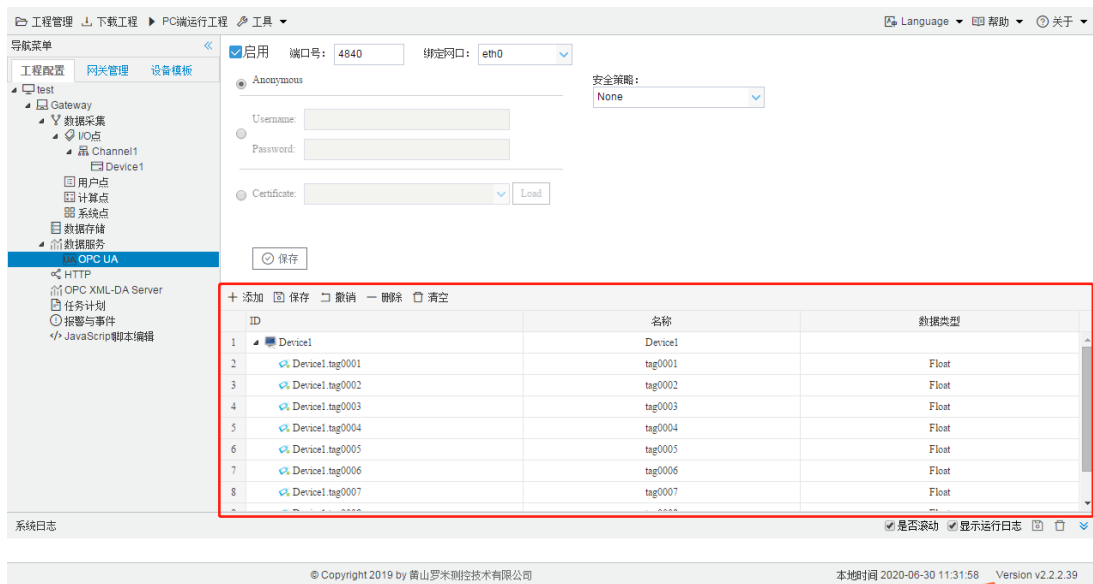 工程管理 下载工程 PC端运行工程 工具 Language 帮助 关于
导航菜单
工程配置 网关管理 设备模板
test
Gateway
数据采集
I/O点
Channel1
Device1
用户点
计算点
系统点
数据存储
数据服务
UA OPC UA
HTTP
OPC XML-DA Server
任务计划
报警与事件
JavaScrip脚本编辑
启用 端口号: 4840 绑定网口: eth0
Anonymous
安全策略:
None
Username:
Password:
Certificate: Load
保存
添加 保存 撤销 删除 清空
ID 名称 数据类型
1 Device1 Device1
2 Device1.tag0001 tag0001 Float
3 Device1.tag0002 tag0002 Float
4 Device1.tag0003 tag0003 Float
5 Device1.tag0004 tag0004 Float
6 Device1.tag0005 tag0005 Float
7 Device1.tag0006 tag0006 Float
8 Device1.tag0007 tag0007 Float
系统日志 是否滚动 显示运行日志
© Copyright 2019 by 黄山罗米测控技术有限公司 本地时间 2020-06-30 11:31:58 Version v2.2.2.39